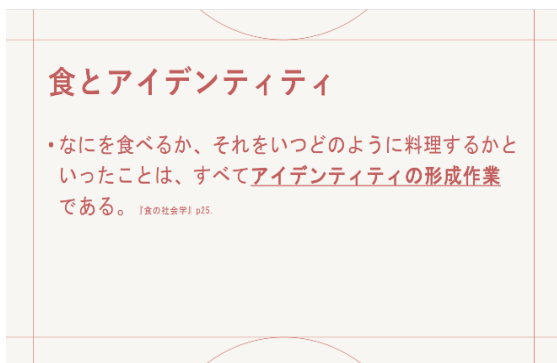 食とアイデンティティ
•なにを食べるか、それをいつどのように料理するかと
いったことは、すべてアイデンティティの形成作業
である。『食の社会学』p25.